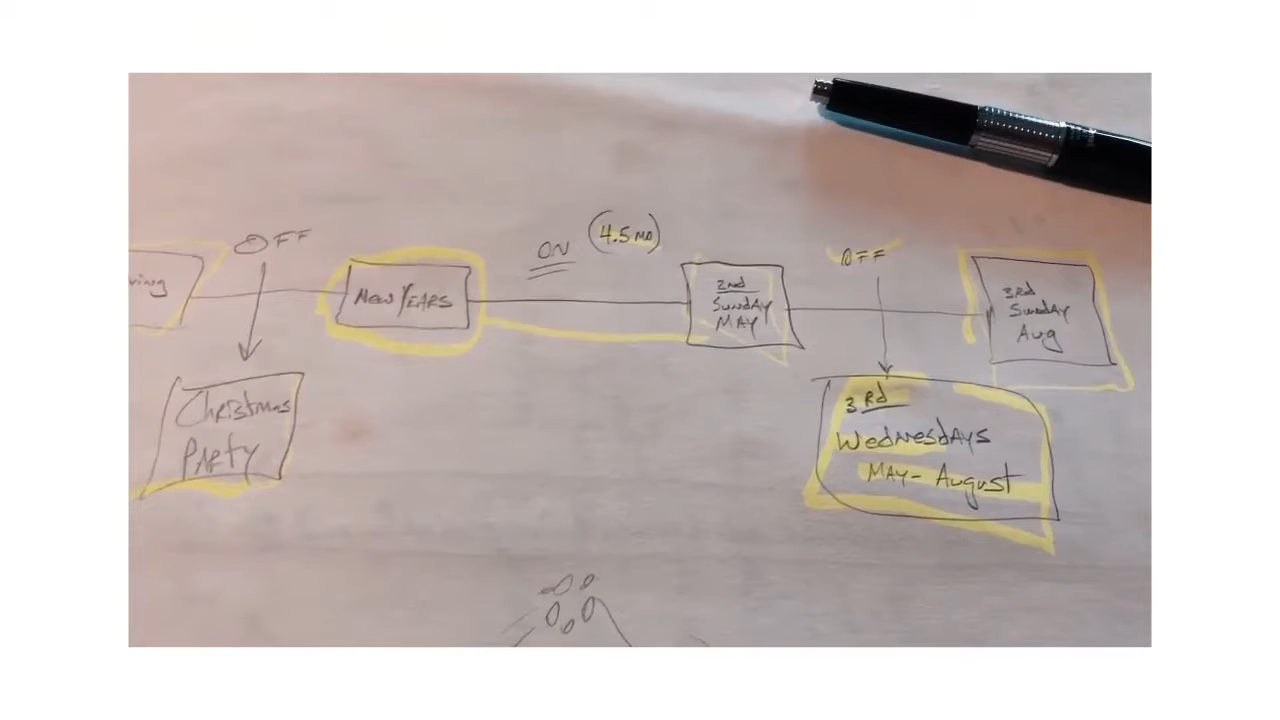 OFF
ving
NEW YEARS
ON (4.5 MO)
2nd
SUNDAY
MAY
OFF
3Rd
SUNDAY
Aug
CHRISTMAS
PARTY
3Rd
WEDNESDAYS
MAY - August